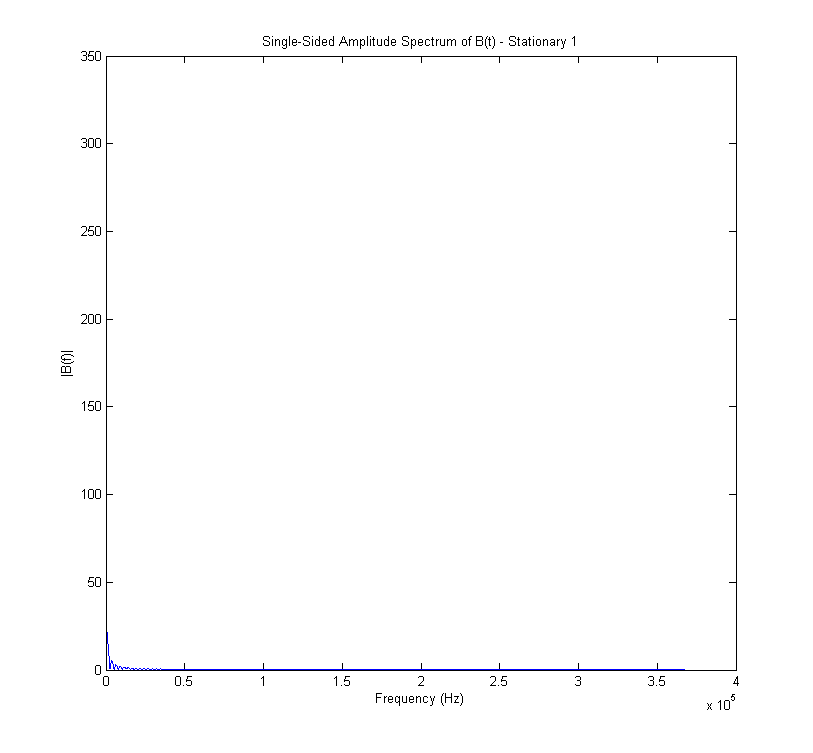 Single-Sided Amplitude Spectrum of B(t) - Stationary 1
350
300
250
200
150
100
50
0
|B(f)|
0 0.5 1 1.5 2 2.5 3 3.5 4
Frequency (Hz)
x 10^5